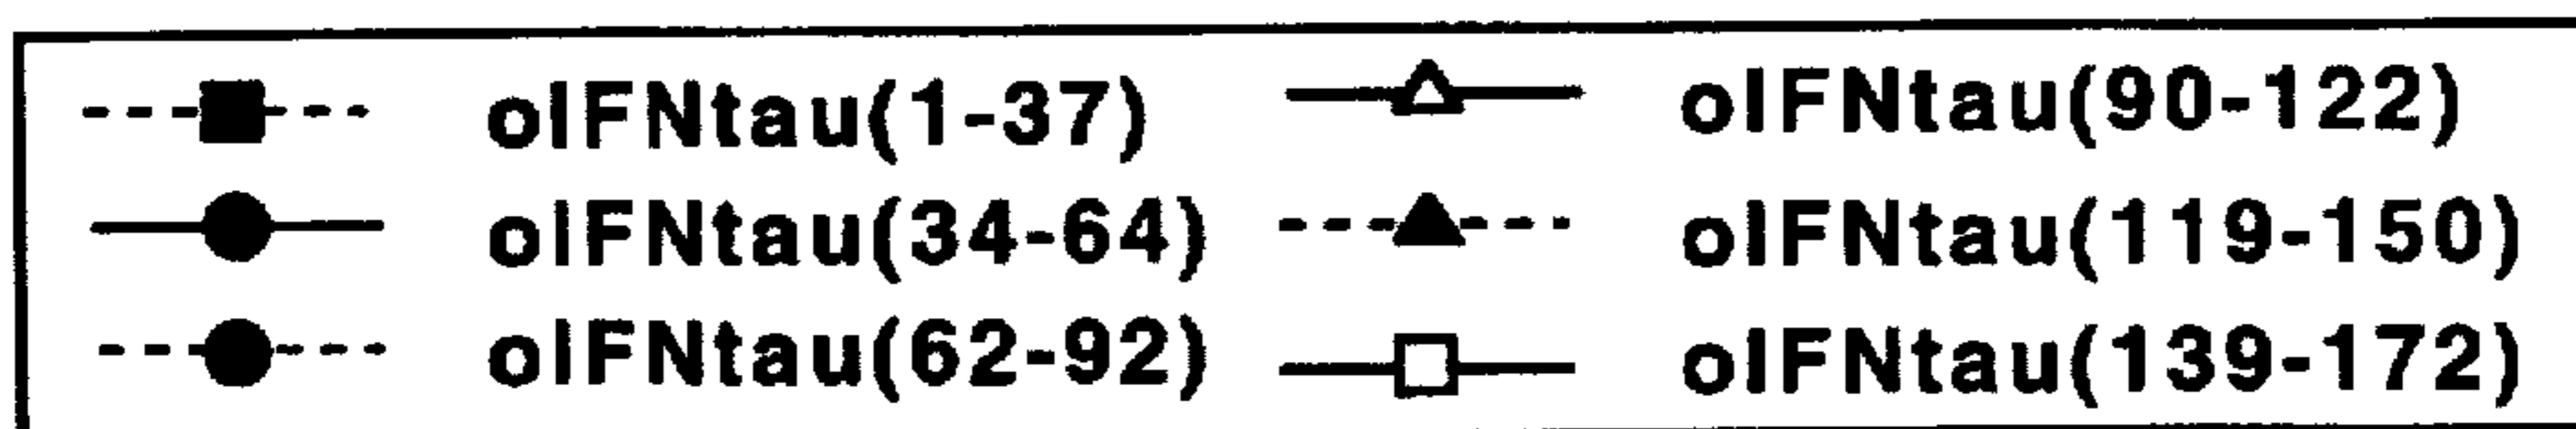 oIFNtau(1-37)
oIFNtau(34-64)
oIFNtau(62-92)
oIFNtau(90-122)
oIFNtau(119-150)
oIFNtau(139-172)